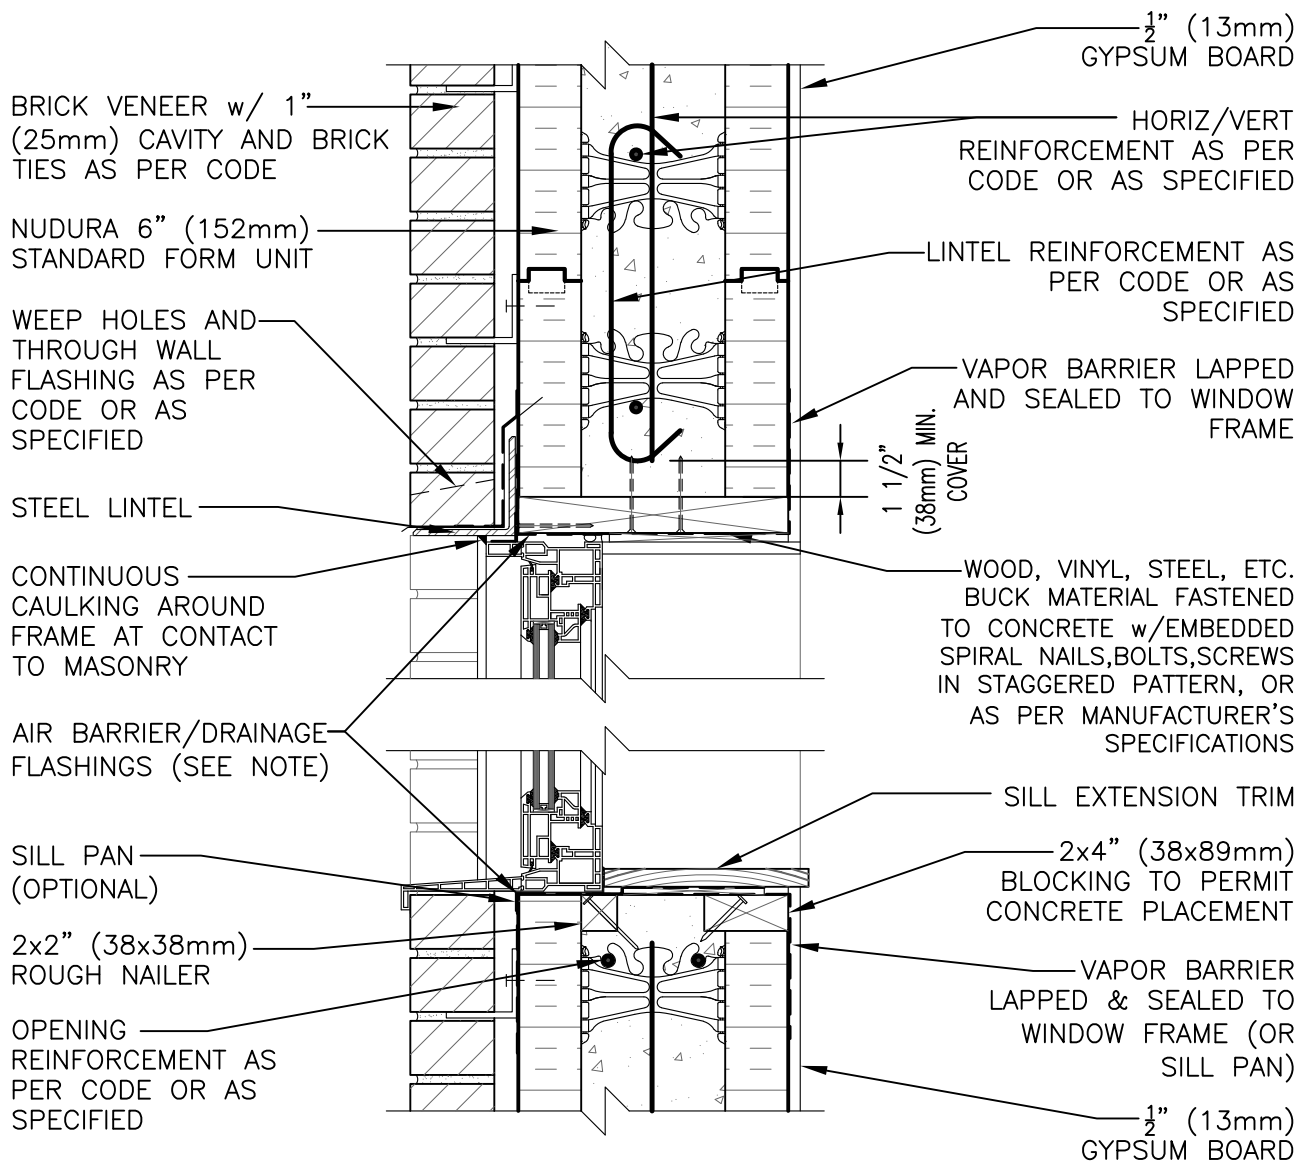 BRICK VENEER w/ 1"
(25mm) CAVITY AND BRICK
TIES AS PER CODE
NUDURA 6" (152mm)
STANDARD FORM UNIT
WEEP HOLES AND
THROUGH WALL
FLASHING AS PER
CODE OR AS
SPECIFIED
STEEL LINTEL
CONTINUOUS
CAULKING AROUND
FRAME AT CONTACT
TO MASONRY
AIR BARRIER/DRAINAGE
FLASHINGS (SEE NOTE)
SILL PAN
(OPTIONAL)
2x2" (38x38mm)
ROUGH NAILER
OPENING
REINFORCEMENT AS
PER CODE OR AS
SPECIFIED
½" (13mm)
GYPSUM BOARD
HORIZ/VERT
REINFORCEMENT AS PER
CODE OR AS SPECIFIED
LINTEL REINFORCEMENT AS
PER CODE OR AS
SPECIFIED
VAPOR BARRIER LAPPED
AND SEALED TO WINDOW
FRAME
1 1/2"
(38mm) MIN.
COVER
WOOD, VINYL, STEEL, ETC.
BUCK MATERIAL FASTENED
TO CONCRETE w/EMBEDDED
SPIRAL NAILS,BOLTS,SCREWS
IN STAGGERED PATTERN, OR
AS PER MANUFACTURER'S
SPECIFICATIONS
SILL EXTENSION TRIM
2x4" (38x89mm)
BLOCKING TO PERMIT
CONCRETE PLACEMENT
VAPOR BARRIER
LAPPED & SEALED TO
WINDOW FRAME (OR
SILL PAN)
½" (13mm)
GYPSUM BOARD